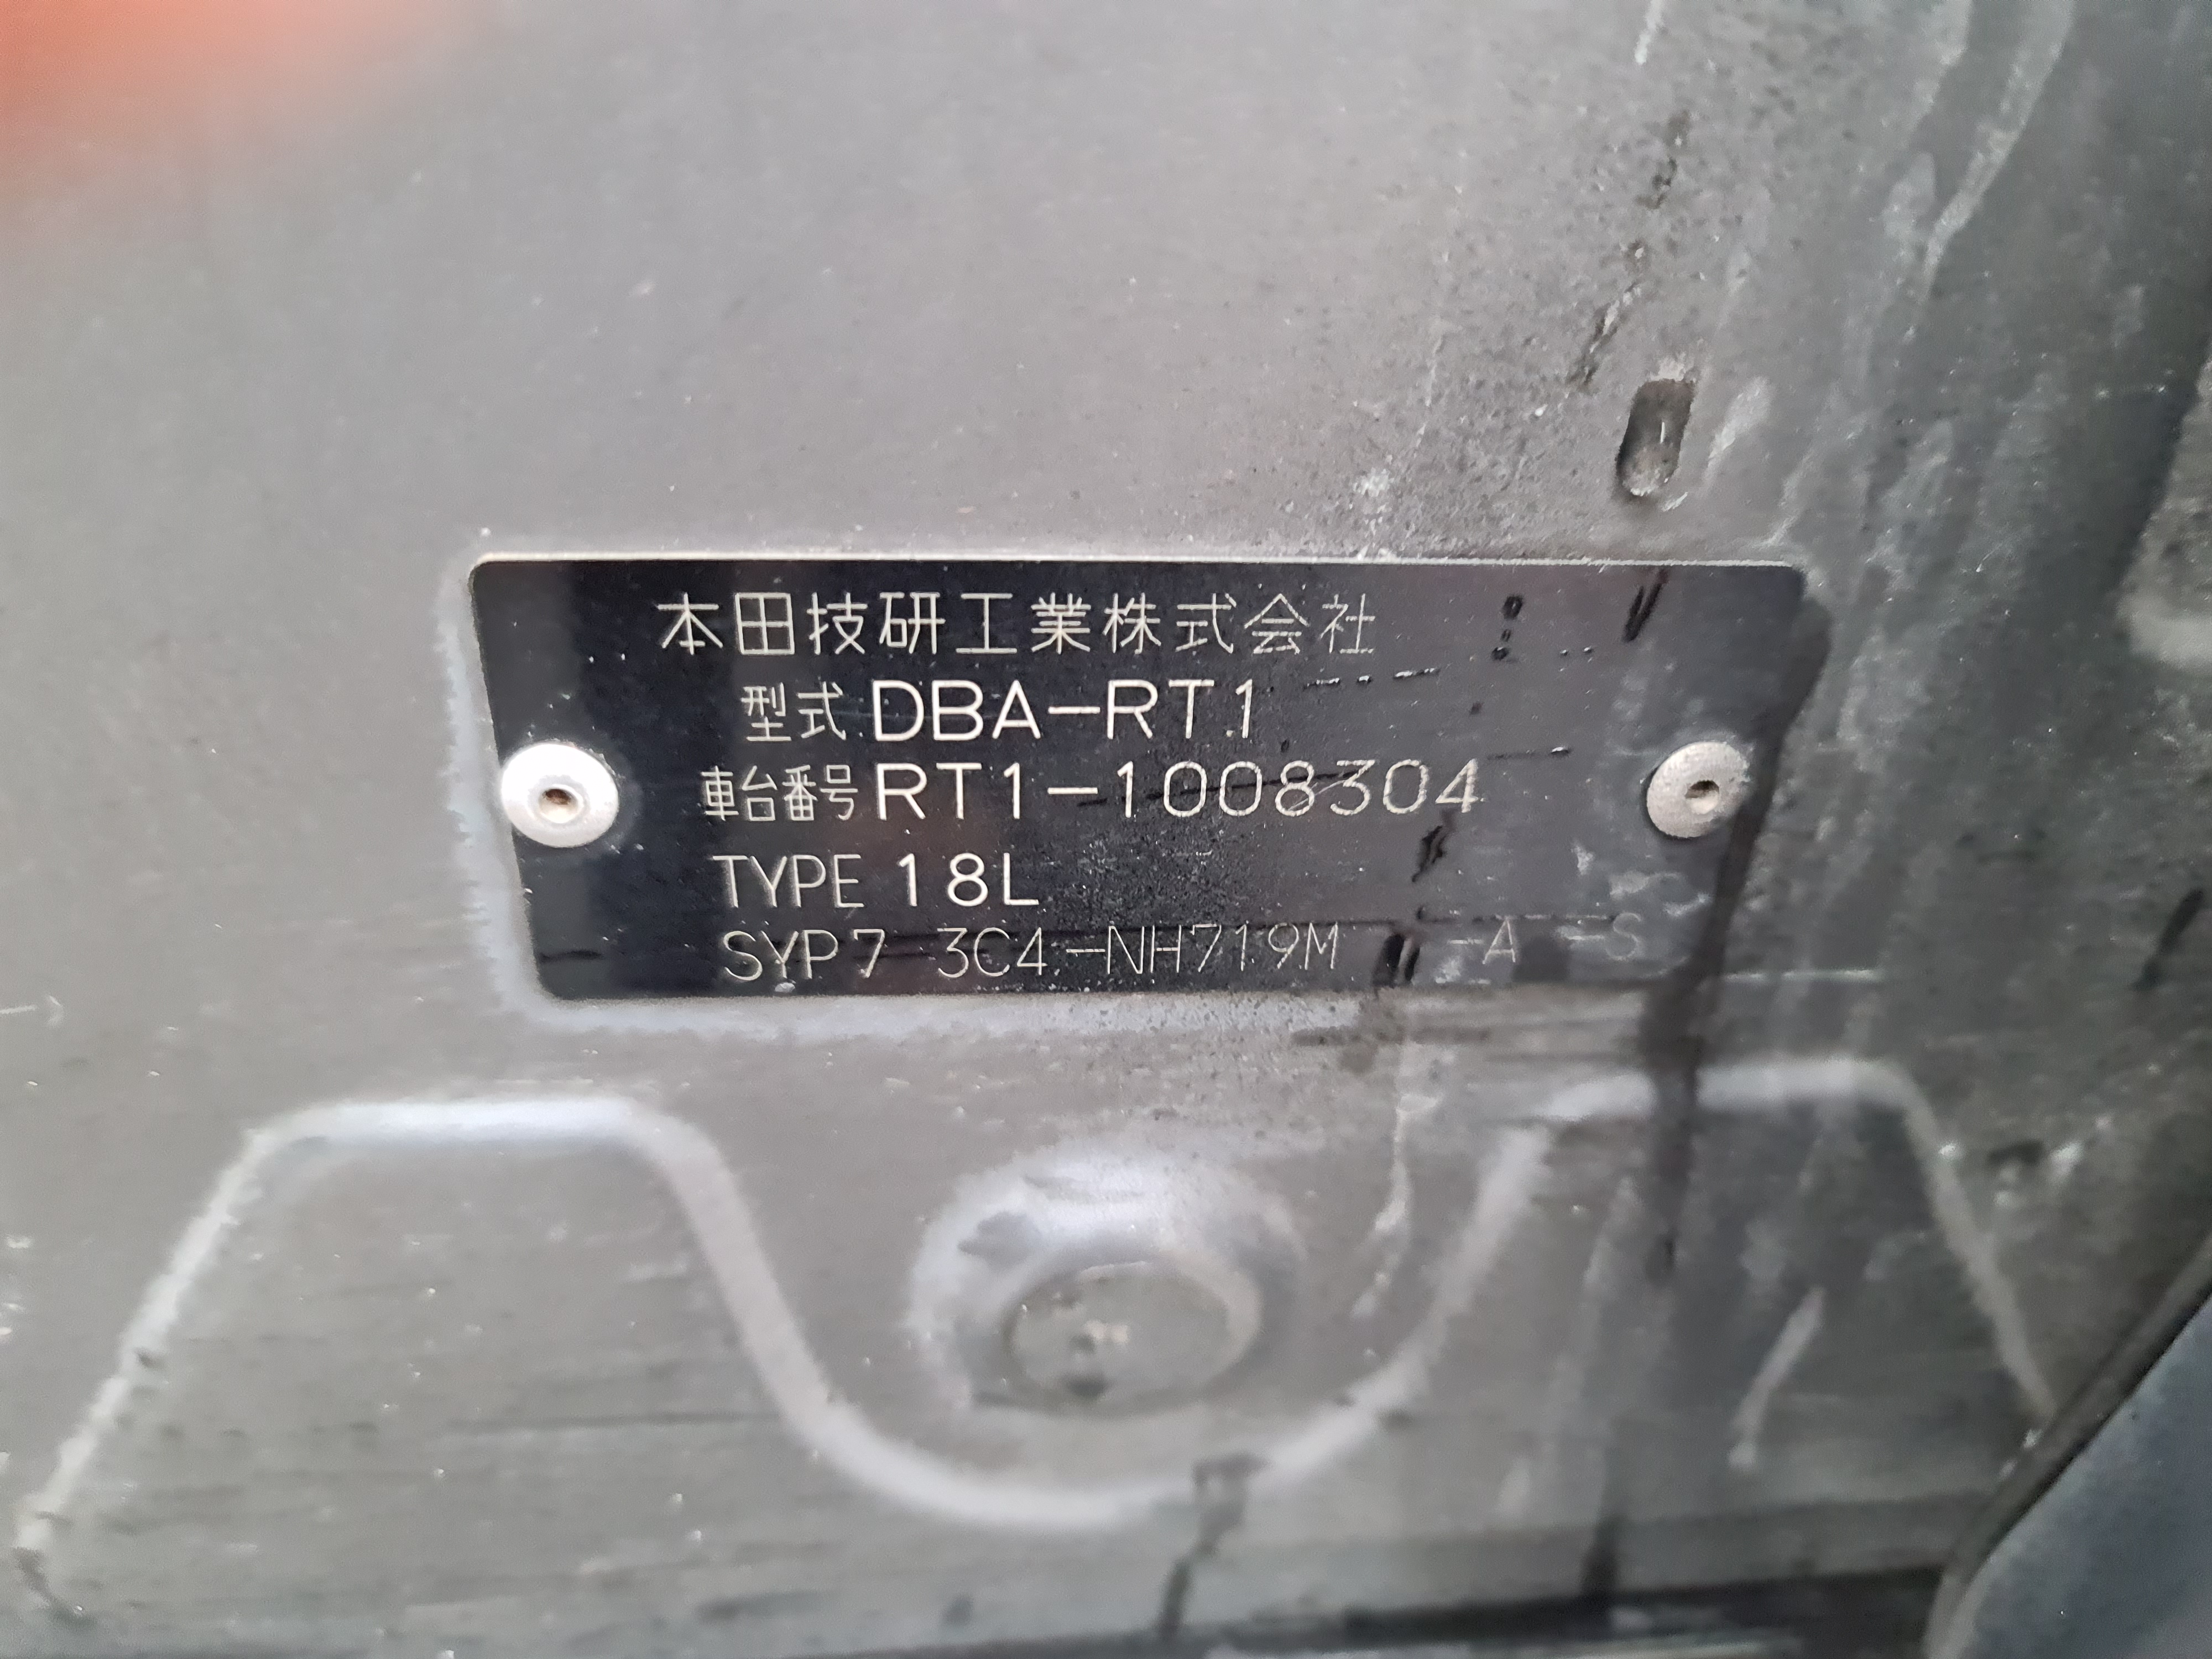 本田技研工業株式会社
型式 DBA-RT1
車台番号 RT1-1008304
TYPE 18L
SYP7 3C4-NH719M -A -S